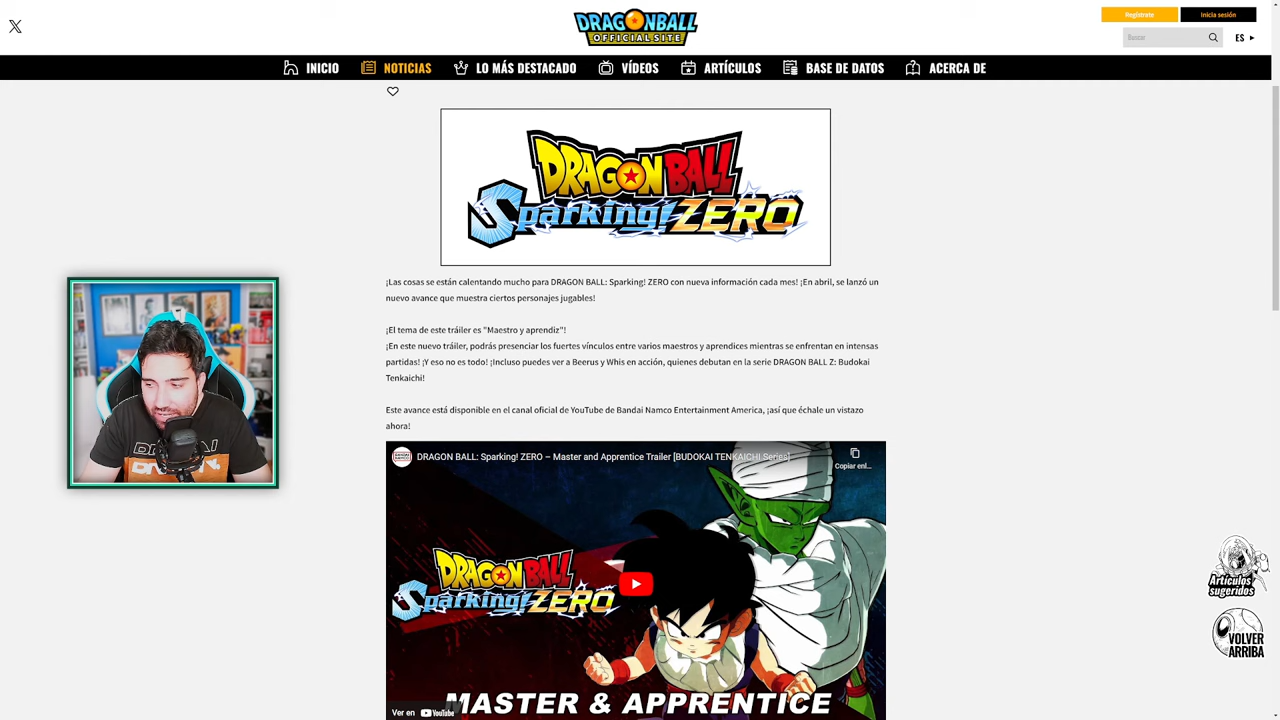 DRAGONBALL
OFFICIAL SITE
Regístrate
Inicia sesión
Buscar
ES ►
INICIO
NOTICIAS
LO MÁS DESTACADO
VÍDEOS
ARTÍCULOS
BASE DE DATOS
ACERCA DE
DRAGON BALL
Sparking! ZERO
¡Las cosas se están calentando mucho para DRAGON BALL: Sparking! ZERO con nueva información cada mes! ¡En abril, se lanzó un
nuevo avance que muestra ciertos personajes jugables!
¡El tema de este tráiler es "Maestro y aprendiz"!
¡En este nuevo tráiler, podrás presenciar los fuertes vínculos entre varios maestros y aprendices mientras se enfrentan en intensas
partidas! ¡Y eso no es todo! ¡Incluso puedes ver a Beerus y Whis en acción, quienes debutan en la serie DRAGON BALL Z: Budokai
Tenkaichi!
Este avance está disponible en el canal oficial de YouTube de Bandai Namco Entertainment America, ¡así que échale un vistazo
ahora!
DRAGON BALL: Sparking! ZERO – Master and Apprentice Trailer [BUDOKAI TENKAICHI Series]
Copiar enl...
DRAGON BALL
Sparking! ZERO
MASTER & APPRENTICE
Ver en YouTube
Artículos
sugeridos
VOLVER
ARRIBA